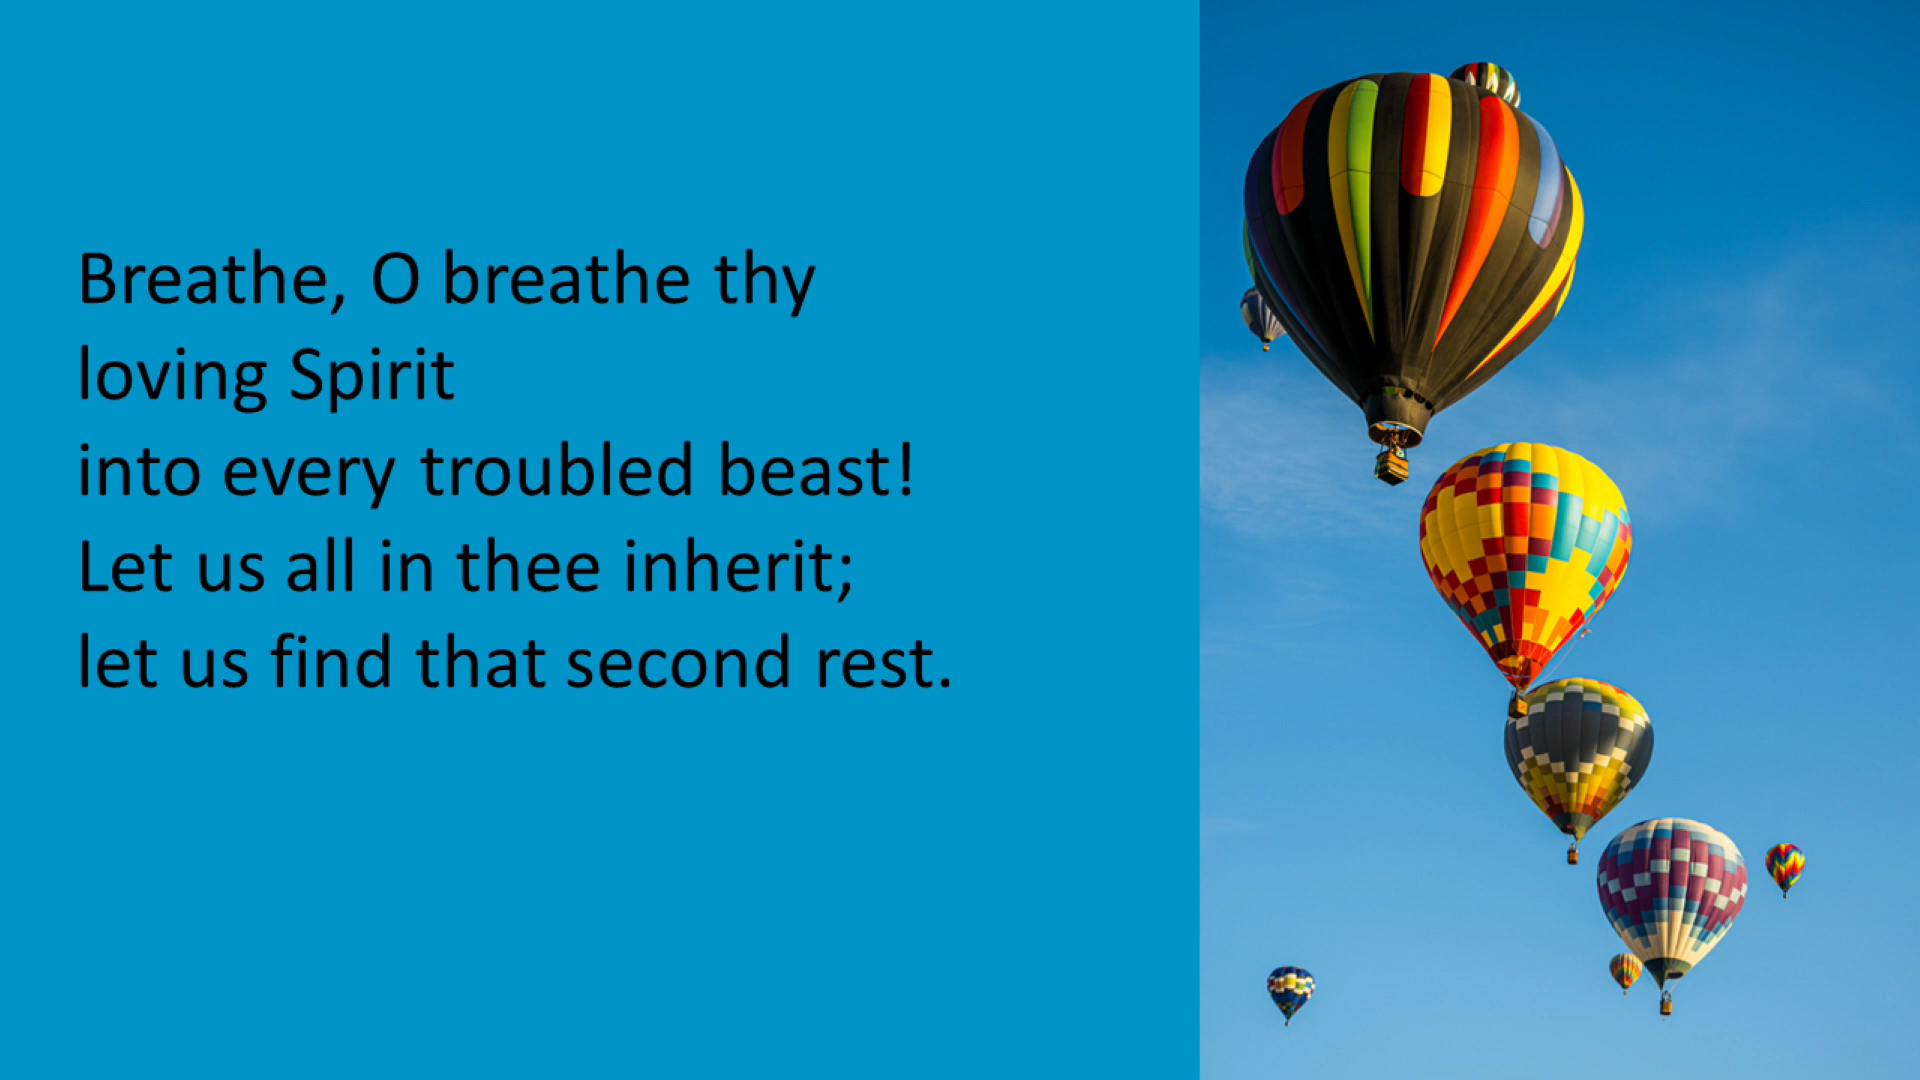 Breathe, O breathe thy
loving Spirit
into every troubled beast!
Let us all in thee inherit;
let us find that second rest.